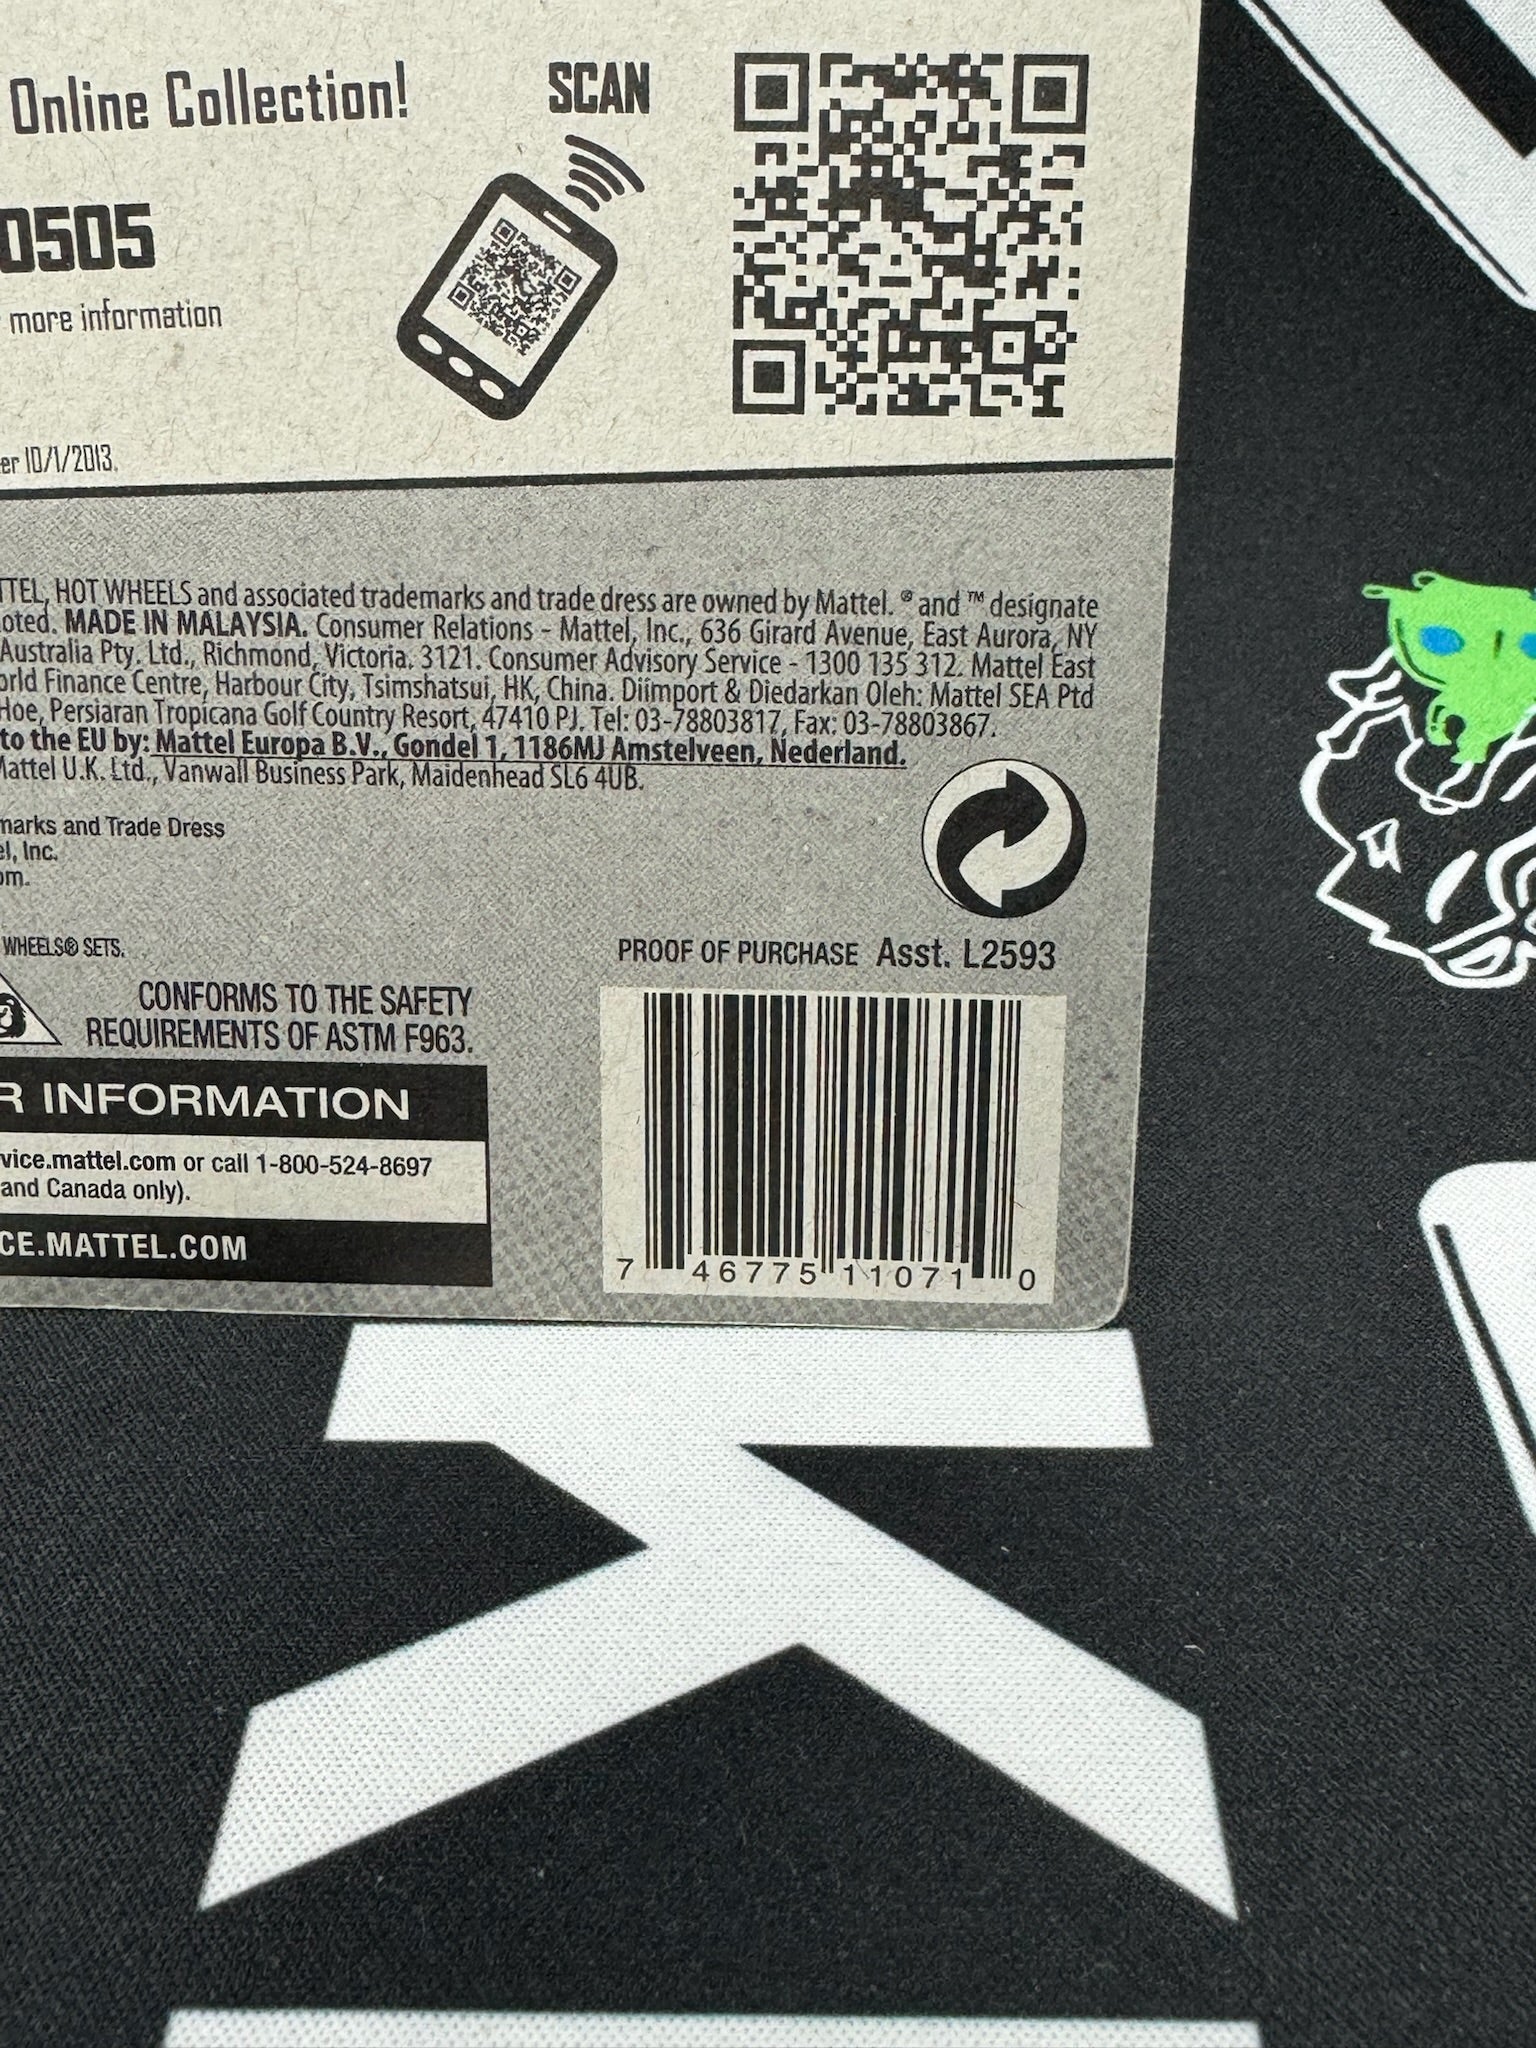 Online Collection!
SCAN
0505
more information
er 10/1/2013.
TTEL, HOT WHEELS and associated trademarks and trade dress are owned by Mattel. ® and ™ designate
oted. MADE IN MALAYSIA. Consumer Relations - Mattel, Inc., 636 Girard Avenue, East Aurora, NY
Australia Pty. Ltd., Richmond, Victoria. 3121. Consumer Advisory Service - 1300 135 312. Mattel East
orld Finance Centre, Harbour City, Tsimshatsui, HK, China. Diimport & Diedarkan Oleh: Mattel SEA Ptd
Hoe, Persiaran Tropicana Golf Country Resort, 47410 PJ. Tel: 03-78803817, Fax: 03-78803867.
to the EU by: Mattel Europa B.V., Gondel 1, 1186MJ Amstelveen, Nederland.
Mattel U.K. Ltd., Vanwall Business Park, Maidenhead SL6 4UB.
marks and Trade Dress
el, Inc.
om.
WHEELS® SETS.
PROOF OF PURCHASE Asst. L2593
CONFORMS TO THE SAFETY
REQUIREMENTS OF ASTM F963.
R INFORMATION
vice.mattel.com or call 1-800-524-8697
and Canada only).
CE.MATTEL.COM
7 46775 11071 0